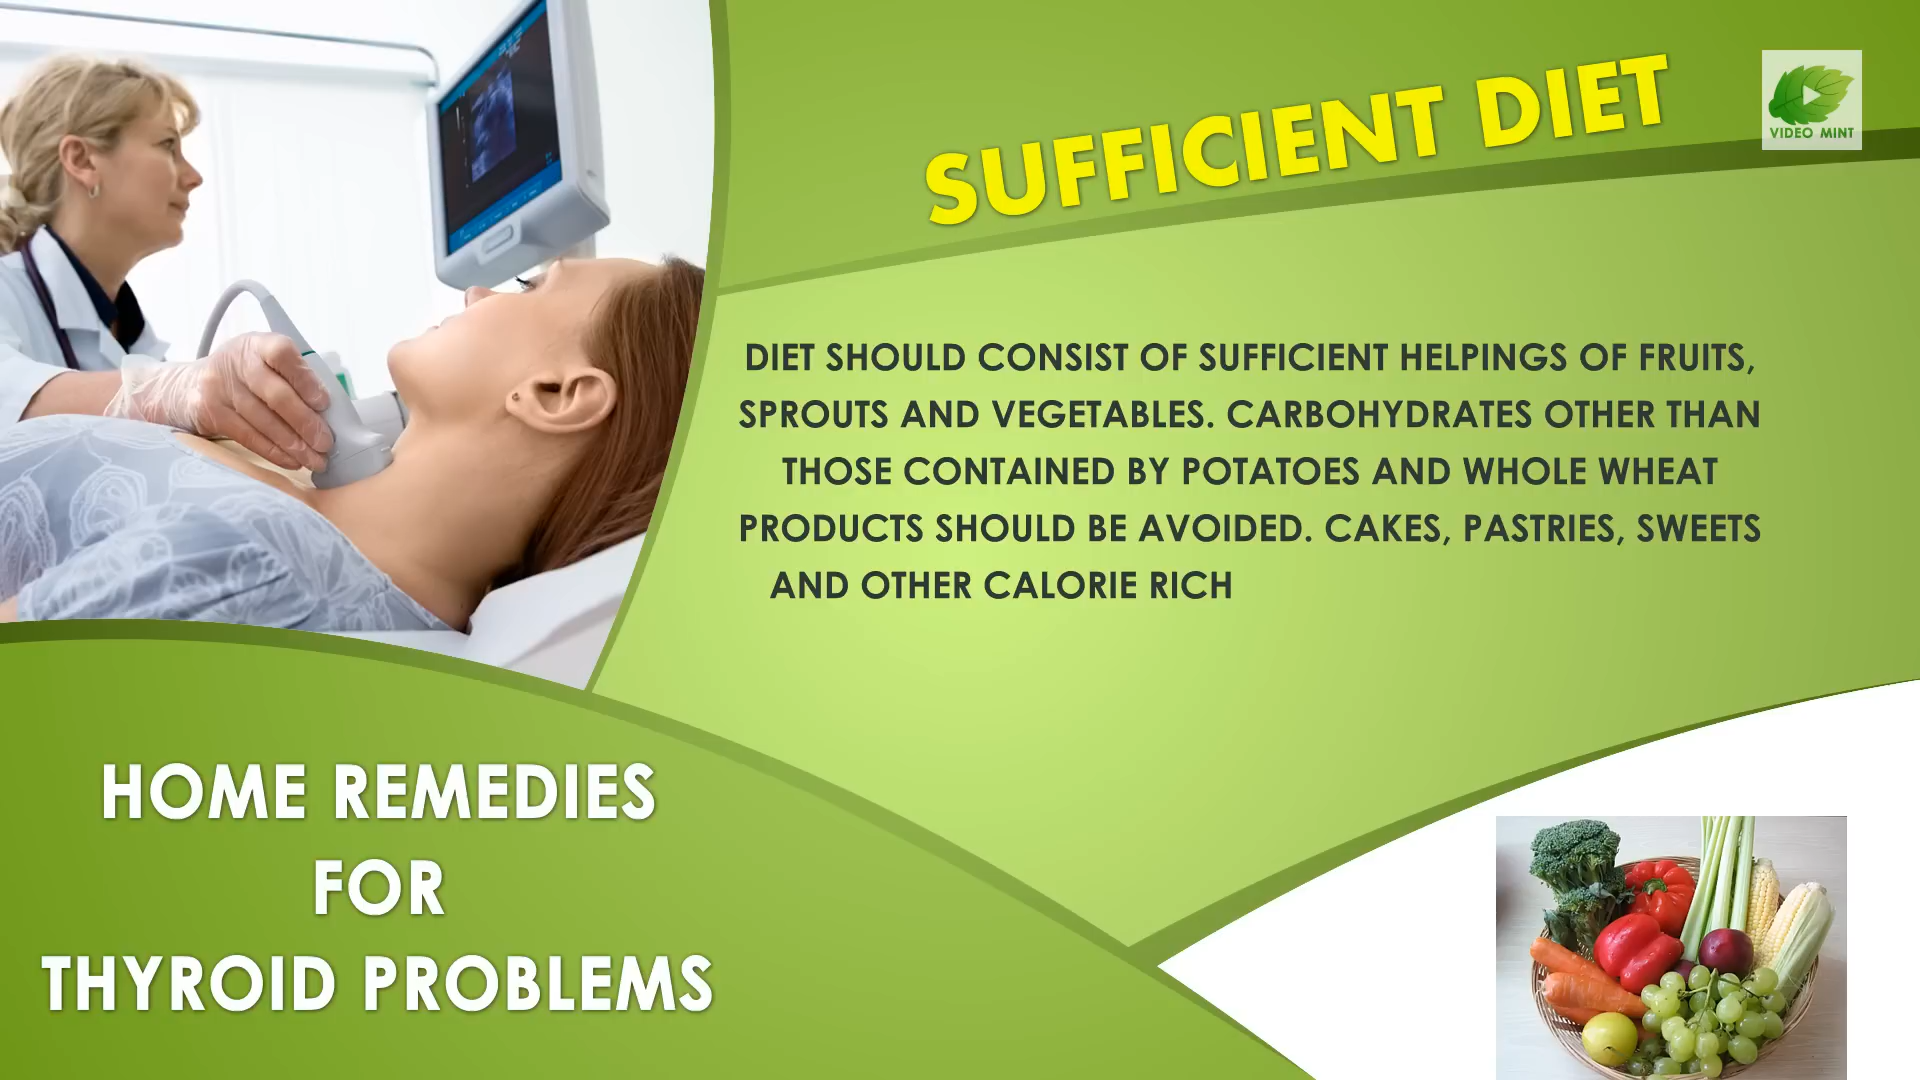 SUFFICIENT DIET
VIDEO MINT
DIET SHOULD CONSIST OF SUFFICIENT HELPINGS OF FRUITS,
SPROUTS AND VEGETABLES. CARBOHYDRATES OTHER THAN
THOSE CONTAINED BY POTATOES AND WHOLE WHEAT
PRODUCTS SHOULD BE AVOIDED. CAKES, PASTRIES, SWEETS
AND OTHER CALORIE RICH
HOME REMEDIES
FOR
THYROID PROBLEMS